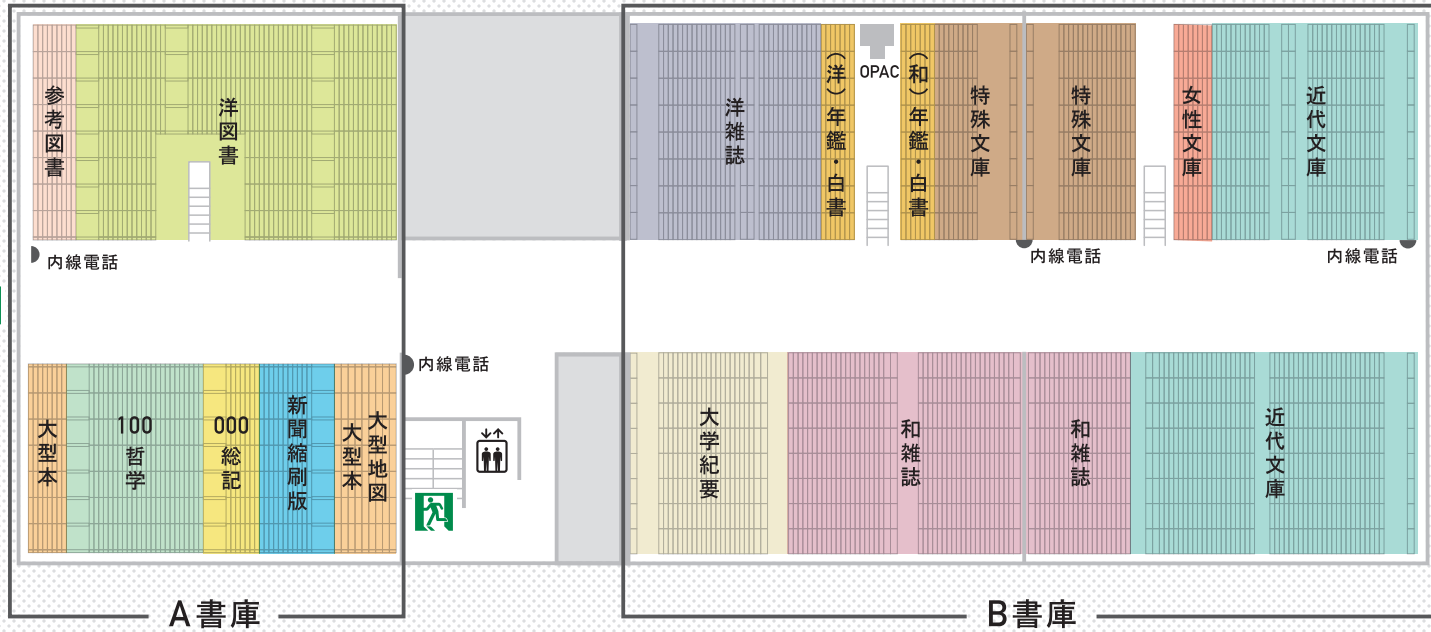 参考図書
洋図書
洋雑誌
(洋)年鑑・白書
OPAC
(和)年鑑・白書
特殊文庫
特殊文庫
女性文庫
近代文庫
内線電話
内線電話
内線電話
内線電話
大型本
100
哲学
000
総記
新聞縮刷版
大型地図
大型本
大学紀要
和雑誌
和雑誌
近代文庫
A書庫
B書庫